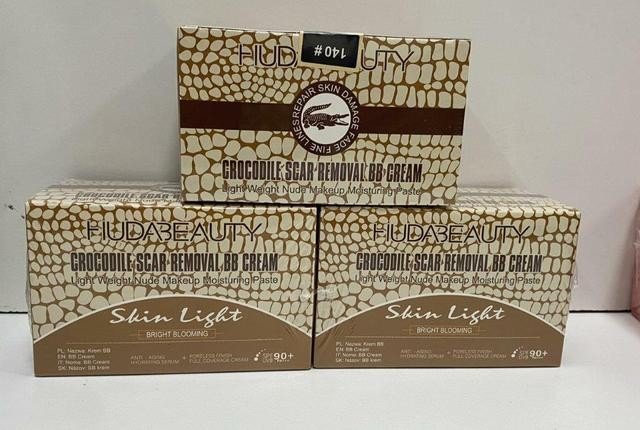 HUDABEAUTY
140#
REPAIR SKIN DAMAGE FADE FINE LINES
CROCODILE SCAR REMOVAL BB CREAM
Light Weight Nude Makeup Moisturing Paste
CROCODILE SCAR REMOVAL
HUDABEAUTY
CROCODILE SCAR REMOVAL BB CREAM
Light Weight Nude Makeup Moisturing Paste
Skin Light
BRIGHT BLOOMING
PL: Nazwa: Krem BB
EN: BB Cream
IT: Nome: BB Cream
SK: Názov: BB krém
ANTI - AGING
HYDRATING SERUM
+
PORELESS FINISH
FULL COVERAGE CREAM
SPF 90+
HUDABEAUTY
CROCODILE SCAR REMOVAL BB CREAM
Light Weight Nude Makeup Moisturing Paste
Skin Light
BRIGHT BLOOMING
PL: Nazwa: Krem BB
EN: BB Cream
IT: Nome: BB Cream
SK: Názov: BB krem
ANTI - AGING
HYDRATING SERUM
+
PORELESS FINISH
FULL COVERAGE CREAM
SPF 90+